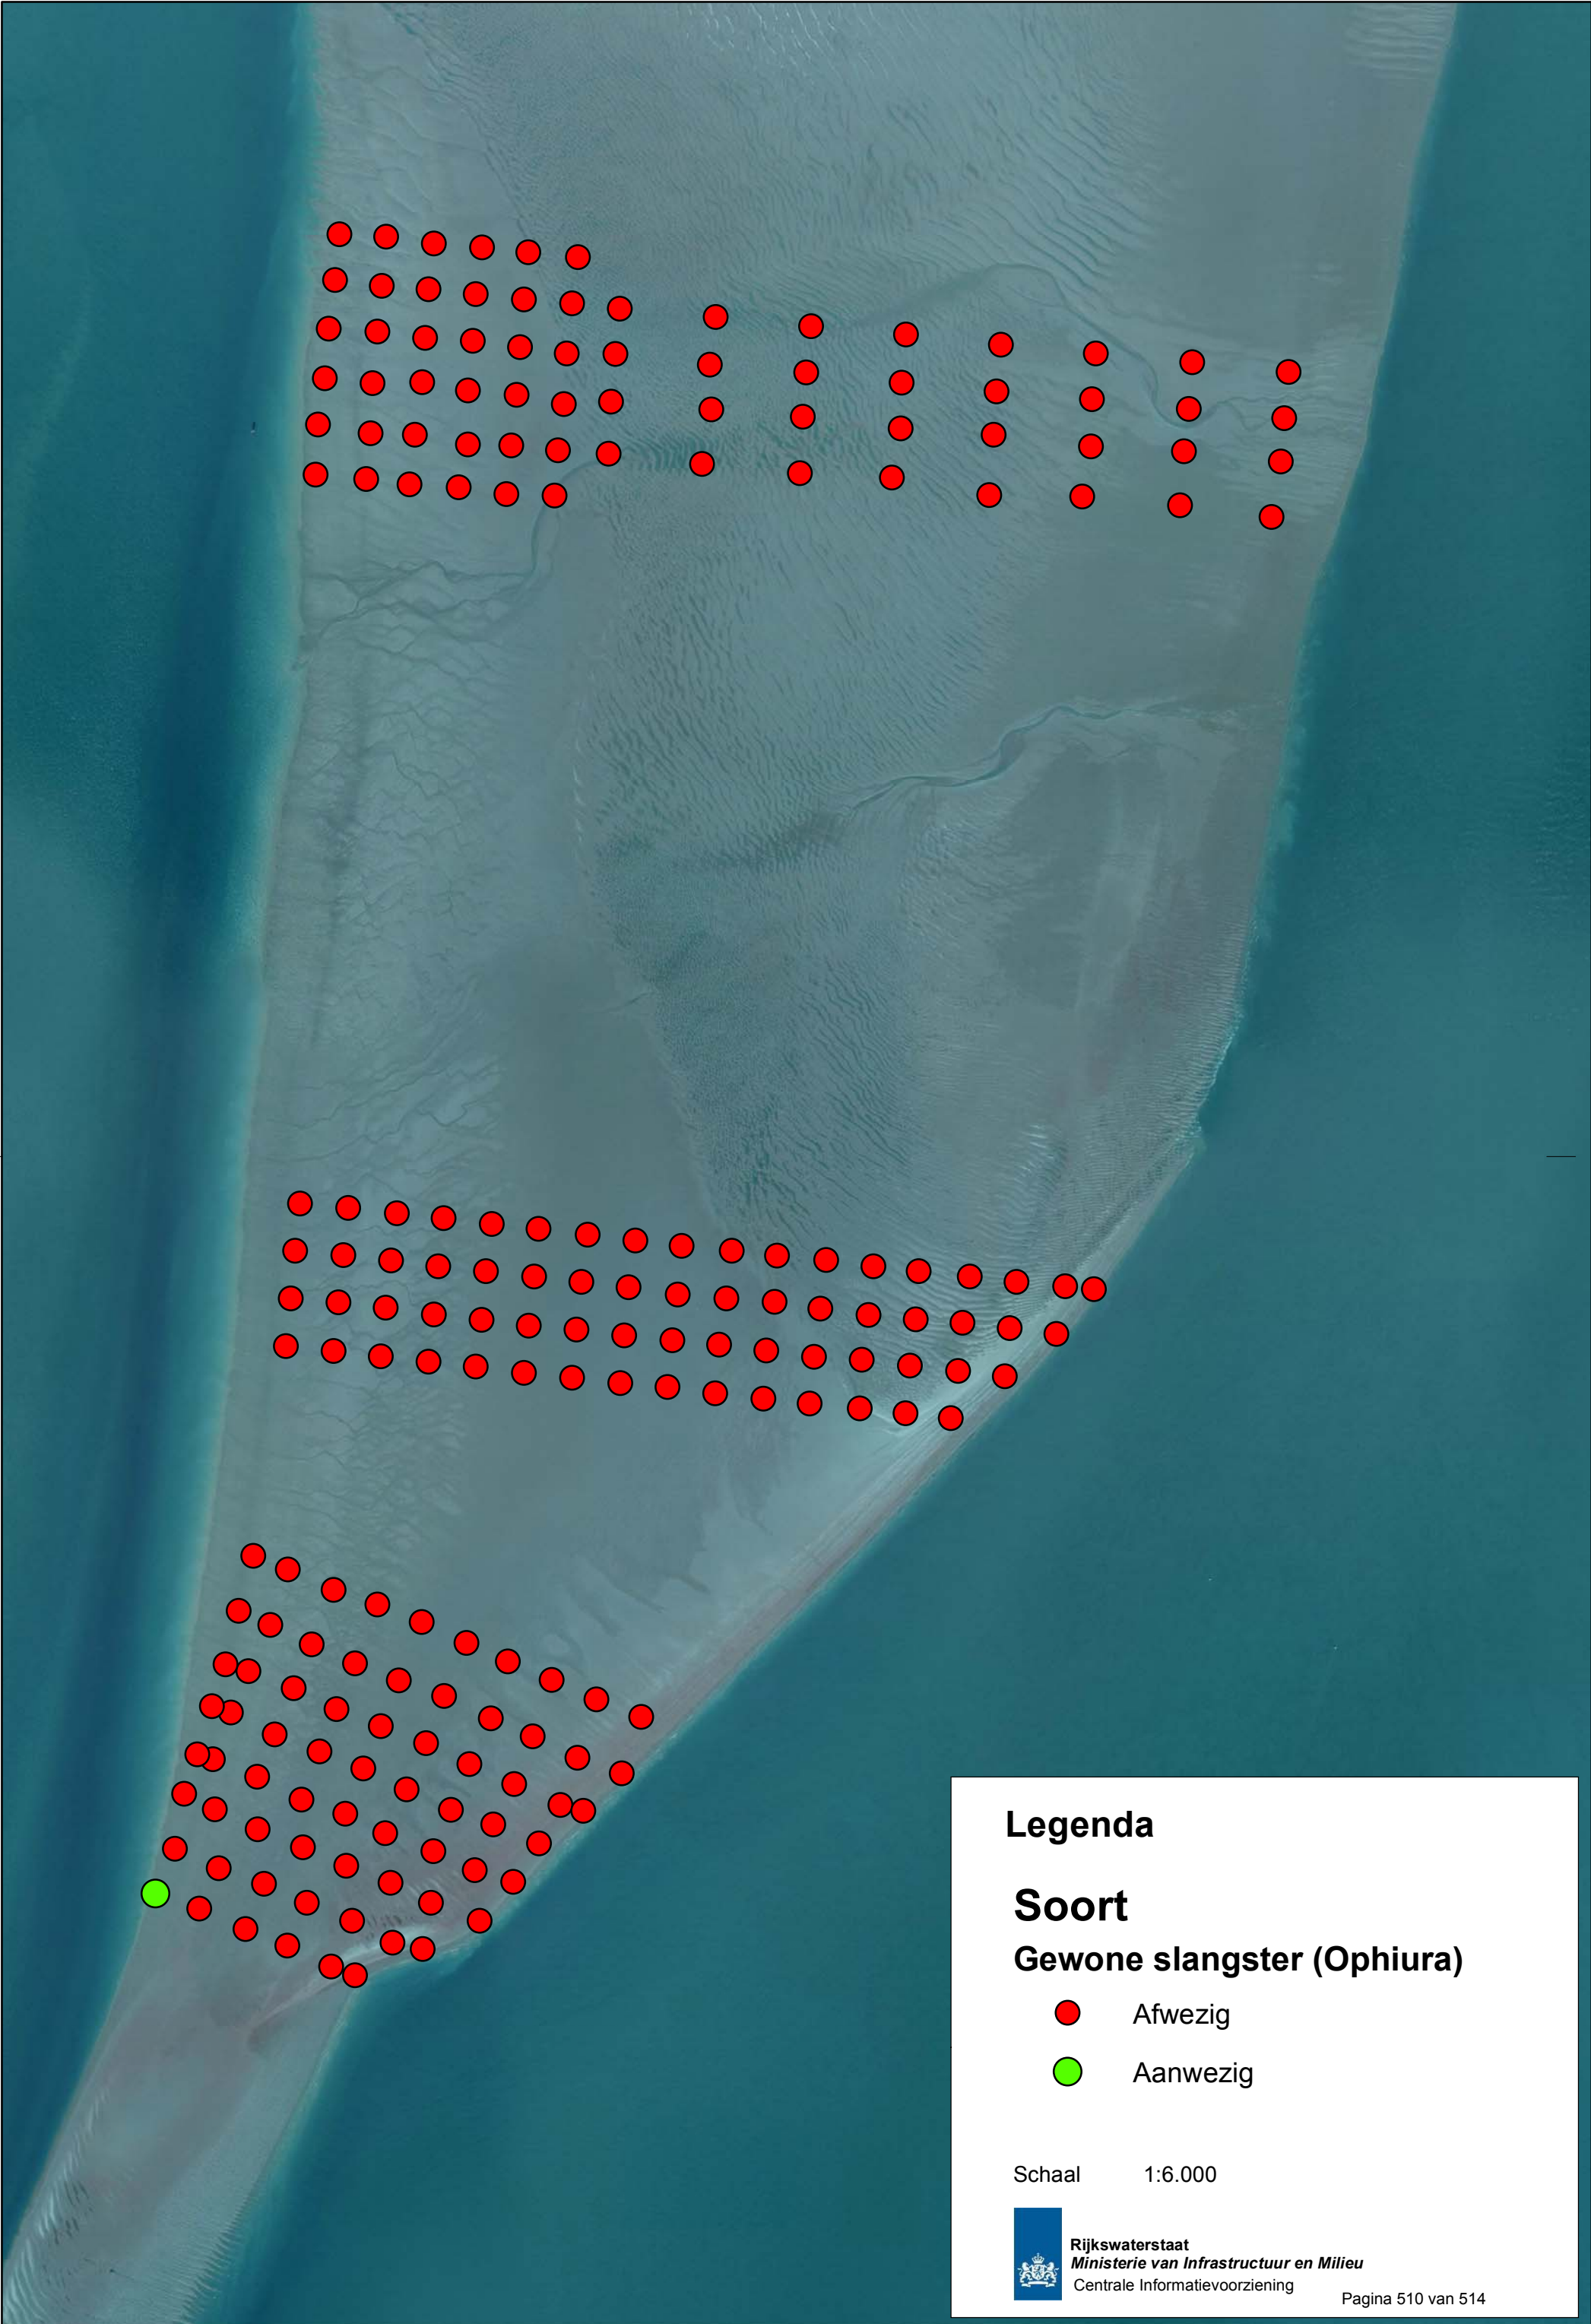 Legenda
Soort
Gewone slangster (Ophiura)
Afwezig
Aanwezig
Schaal 1:6.000
Rijkswaterstaat
Ministerie van Infrastructuur en Milieu
Centrale Informatievoorziening
Pagina 510 van 514